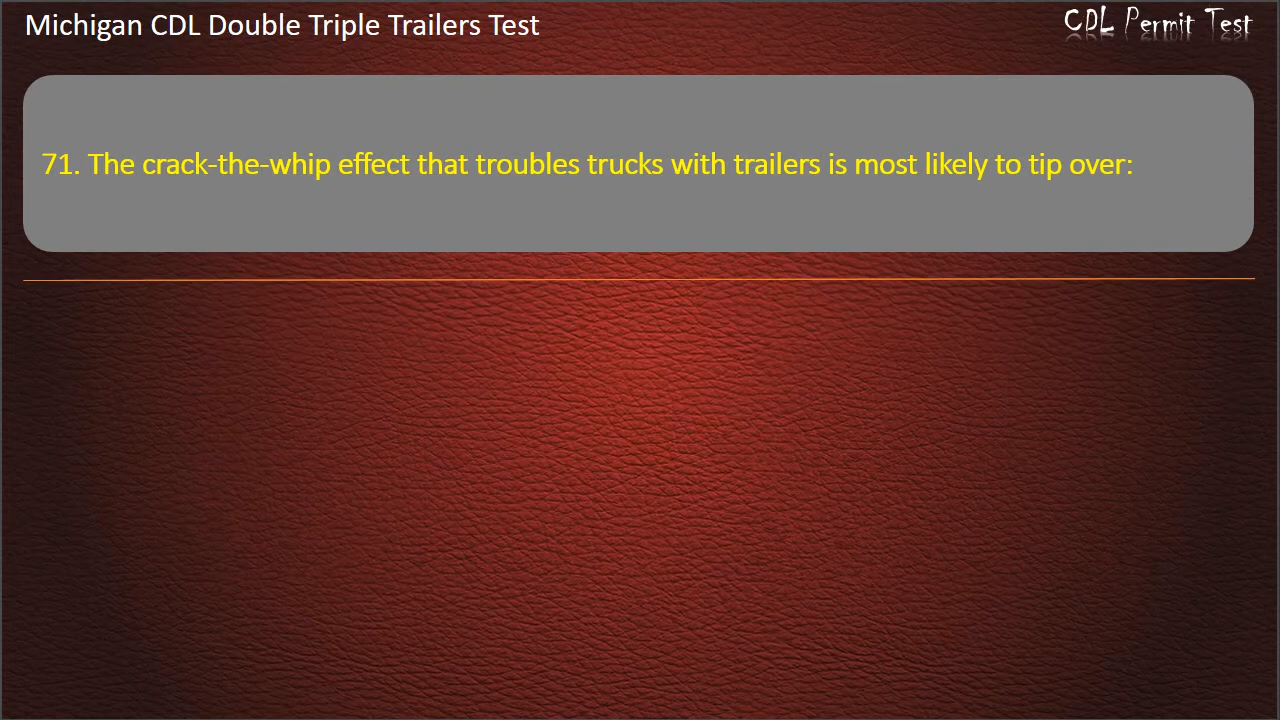 Michigan CDL Double Triple Trailers Test
CDL Permit Test
71. The crack-the-whip effect that troubles trucks with trailers is most likely to tip over: